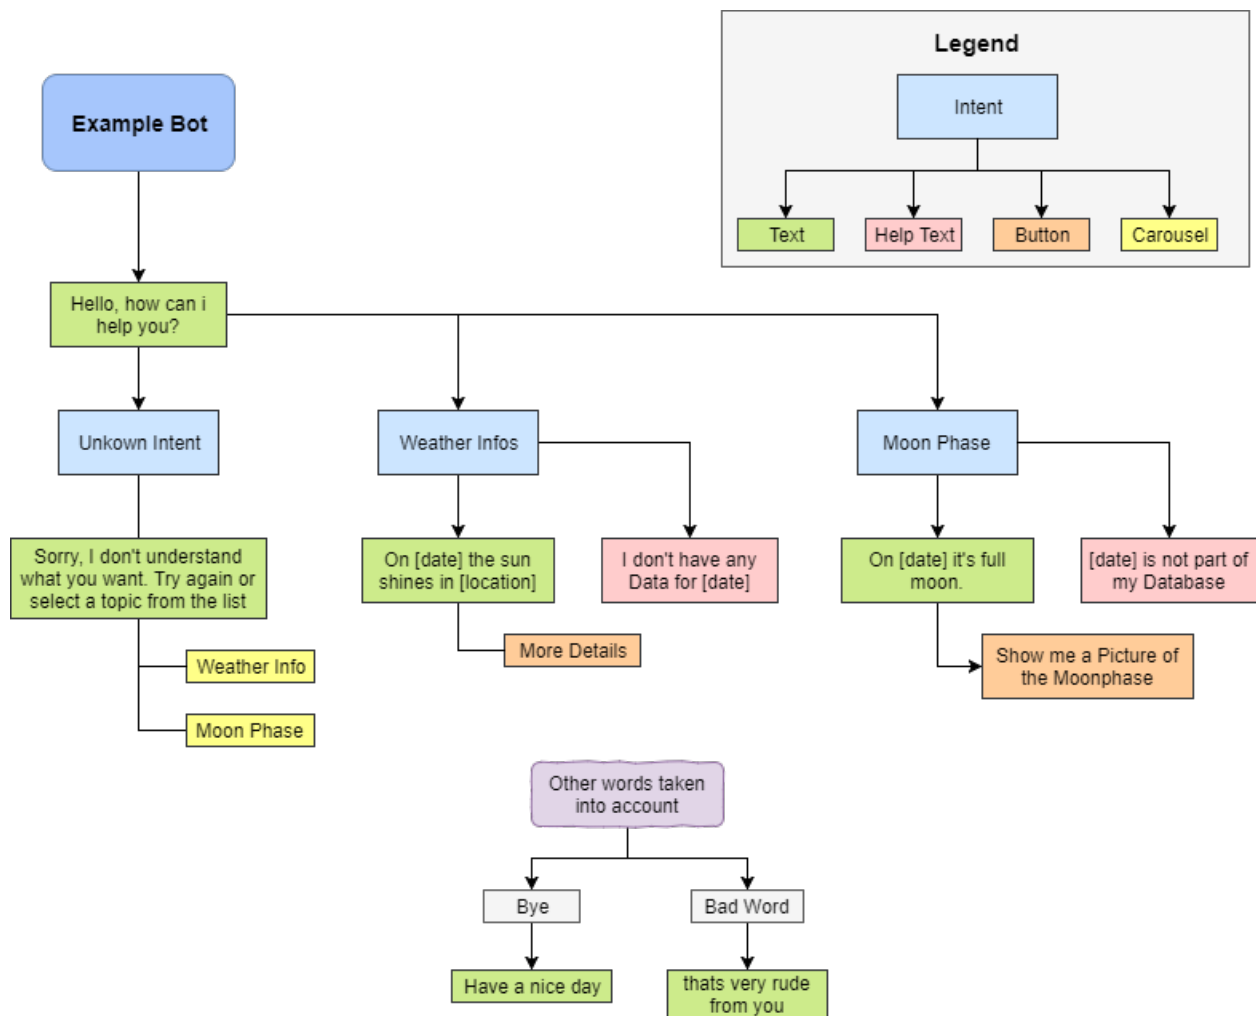 Legend
Intent
Text
Help Text
Button
Carousel
Example Bot
Hello, how can i
help you?
Unkown Intent
Weather Infos
Moon Phase
Sorry, I don't understand
what you want. Try again or
select a topic from the list
On [date] the sun
shines in [location]
I don't have any
Data for [date]
On [date] it's full
moon.
[date] is not part of
my Database
Weather Info
Moon Phase
More Details
Show me a Picture of
the Moonphase
Other words taken
into account
Bye
Bad Word
Have a nice day
thats very rude
from you